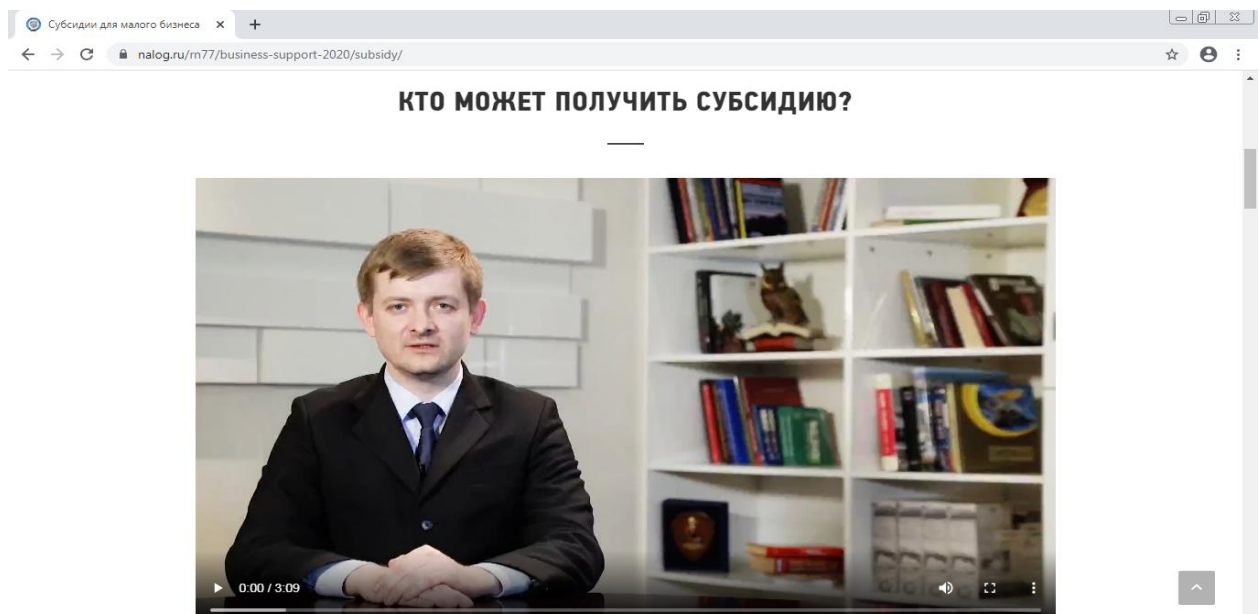 Субсидии для малого бизнеса
nalog.ru/rn77/business-support-2020/subsidy/
КТО МОЖЕТ ПОЛУЧИТЬ СУБСИДИЮ?
0:00 / 3:09